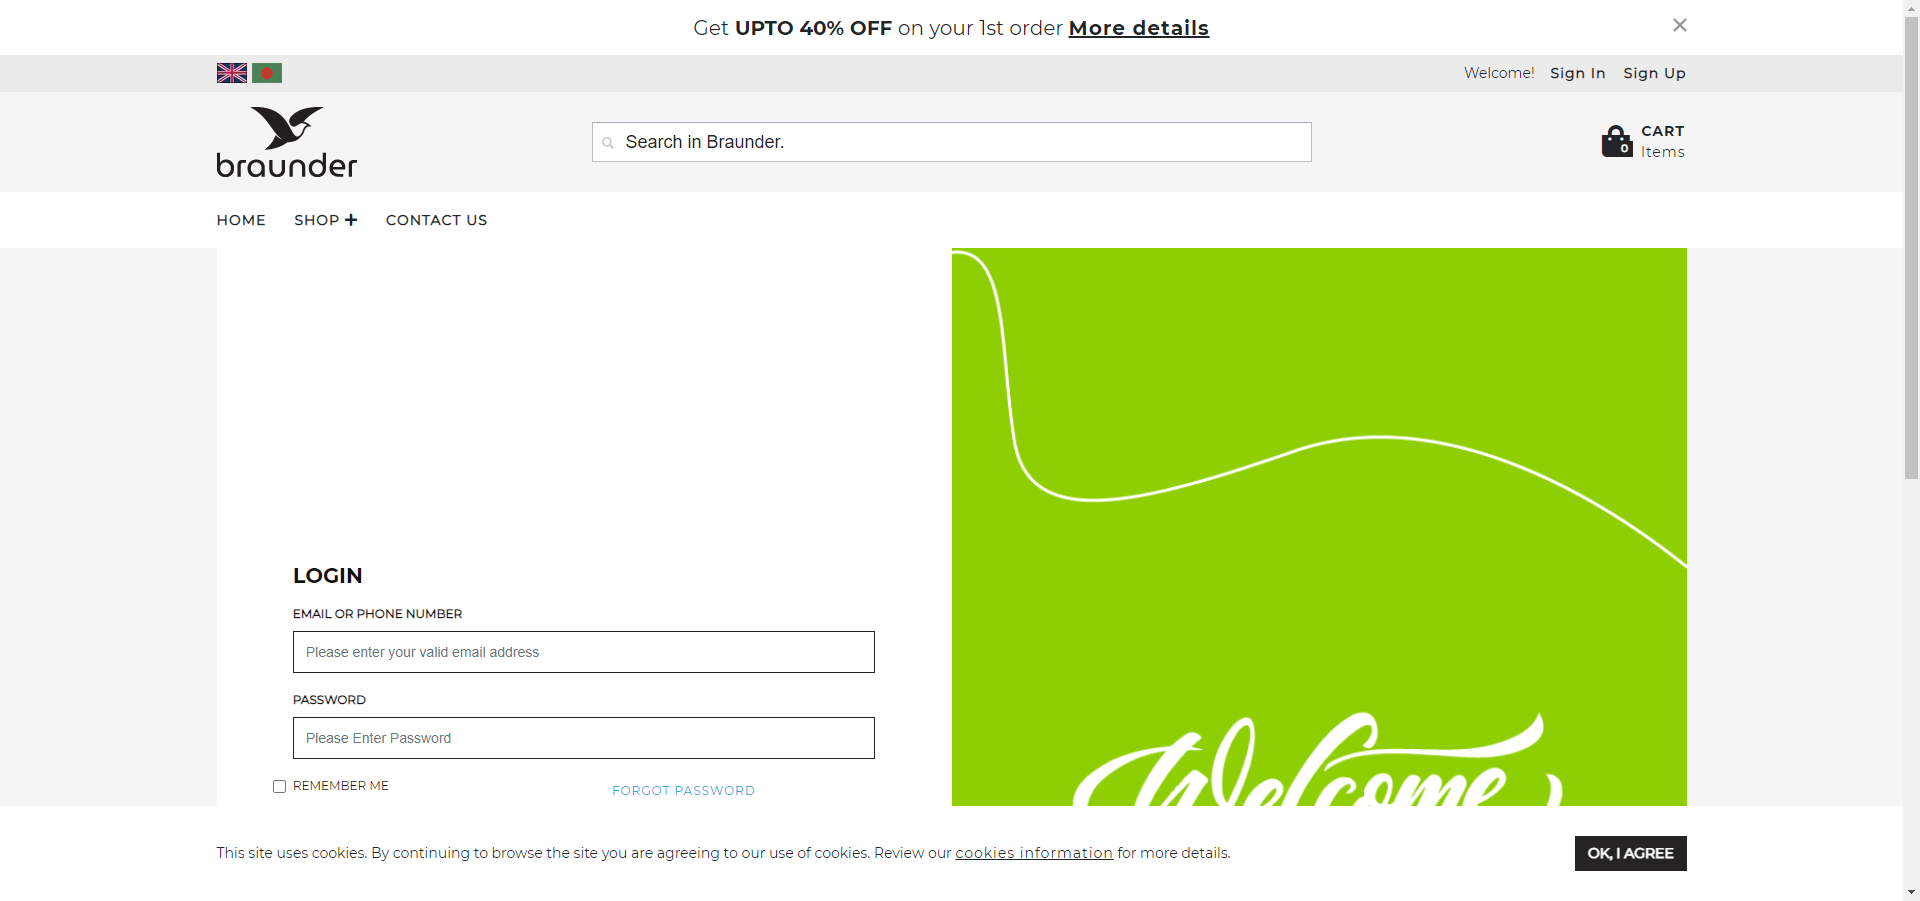 Get UPTO 40% OFF on your 1st order More details
Welcome! Sign In Sign Up
braunder
Search in Braunder.
CART
0 Items
HOME SHOP CONTACT US
LOGIN
EMAIL OR PHONE NUMBER
Please enter your valid email address
PASSWORD
Please Enter Password
REMEMBER ME FORGOT PASSWORD
Welcome
This site uses cookies. By continuing to browse the site you are agreeing to our use of cookies. Review our cookies information for more details. OK, I AGREE